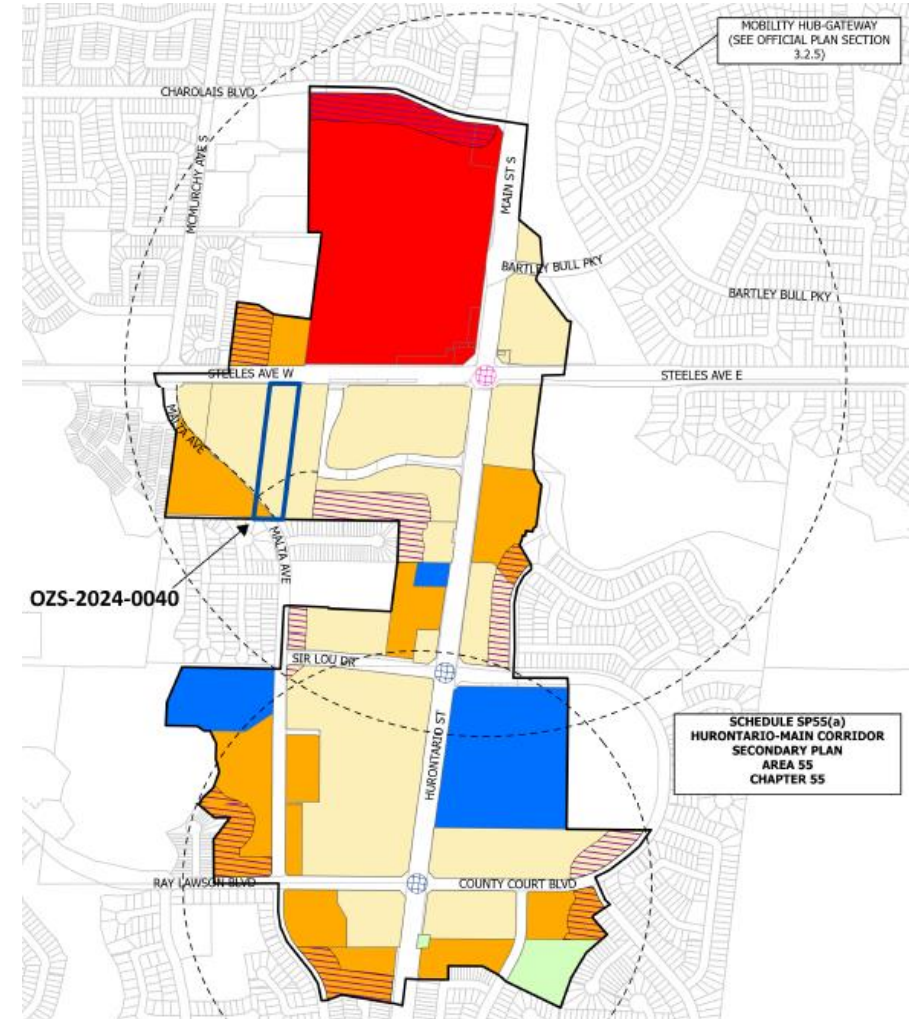 MOBILITY HUB-GATEWAY
(SEE OFFICIAL PLAN SECTION
3.2.5)
CHAROLAIS BLVD
MCMURCHY AVE S
MAIN ST S
BARTLEY BULL PKY
BARTLEY BULL PKY
STEELES AVE W
STEELES AVE E
MALTA AVE
MALTA AVE
OZS-2024-0040
SIR LOU DR
HURONTARIO ST
SCHEDULE SP55(a)
HURONTARIO-MAIN CORRIDOR
SECONDARY PLAN
AREA 55
CHAPTER 55
RAY LAWSON BLVD
COUNTY COURT BLVD